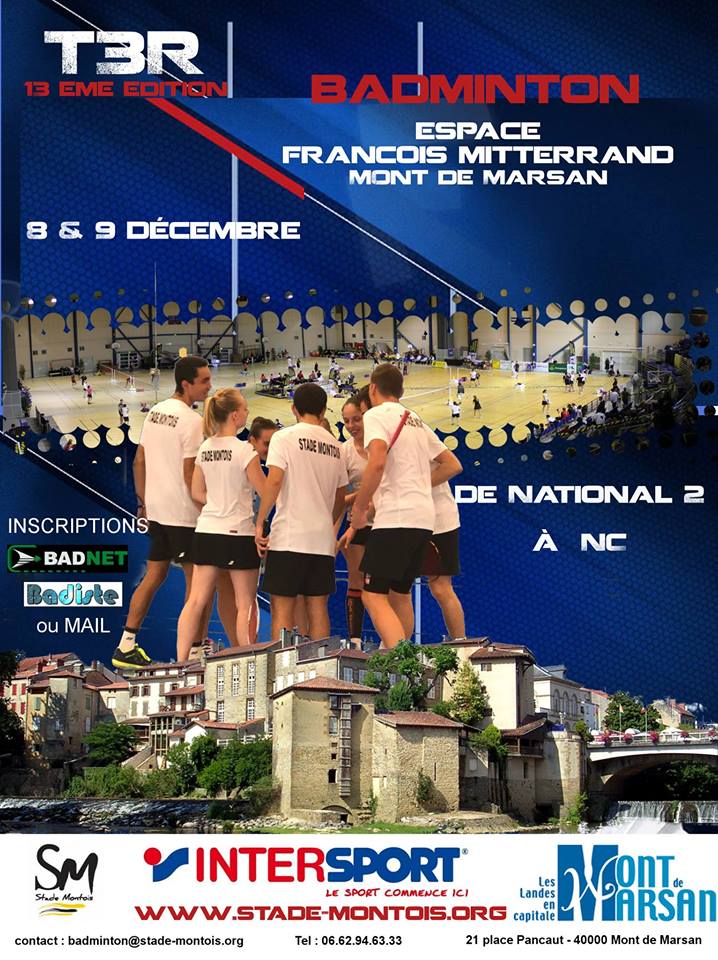 T3R
13 EME EDITION
BADMINTON
ESPACE
FRANCOIS MITTERRAND
MONT DE MARSAN
8 & 9 DÉCEMBRE
STADE MONTOIS
STADE MONTOIS
STADE MONTOIS
DE NATIONAL 2
À NC
INSCRIPTIONS
BADNET
Badiste
ou MAIL
SM
Stade Montois
INTERSPORT®
LE SPORT COMMENCE ICI
WWW.STADE-MONTOIS.ORG
Les Landes en capitale
Mont de Marsan
contact : badminton@stade-montois.org
Tel : 06.62.94.63.33
21 place Pancaut - 40000 Mont de Marsan